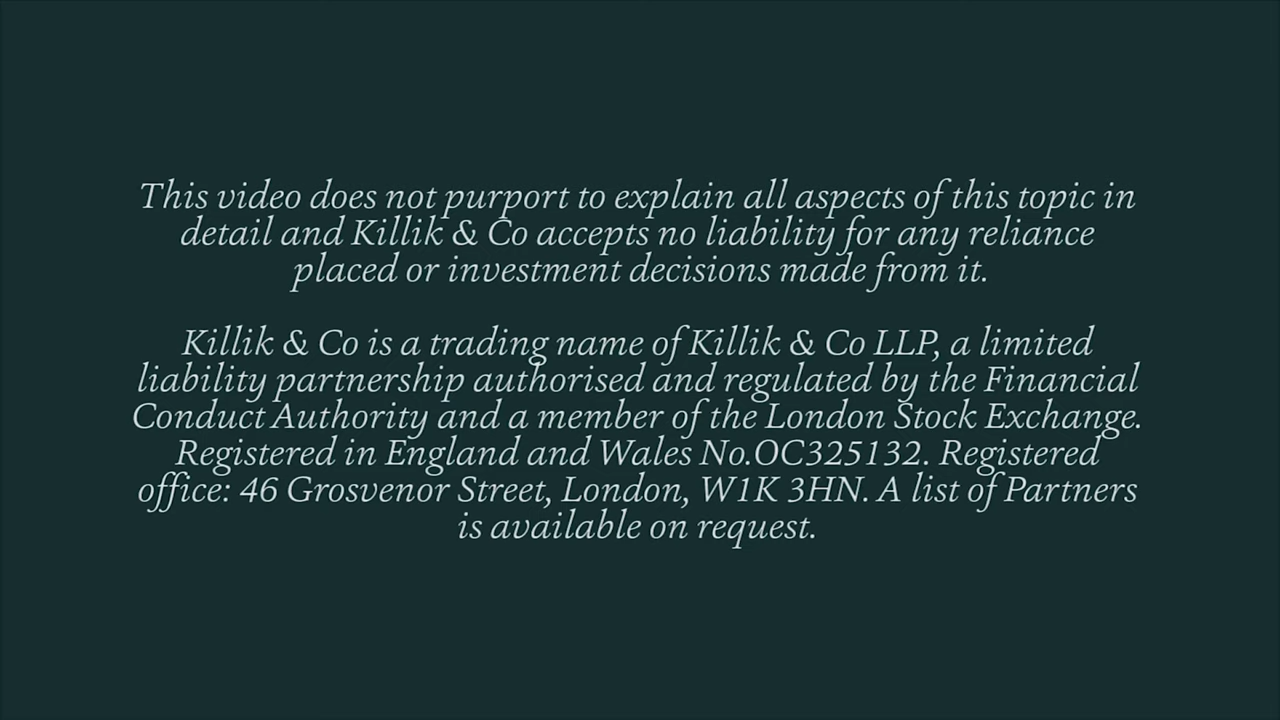 This video does not purport to explain all aspects of this topic in
detail and Killik & Co accepts no liability for any reliance
placed or investment decisions made from it.
Killik & Co is a trading name of Killik & Co LLP, a limited
liability partnership authorised and regulated by the Financial
Conduct Authority and a member of the London Stock Exchange.
Registered in England and Wales No.OC325132. Registered
office: 46 Grosvenor Street, London, W1K 3HN. A list of Partners
is available on request.